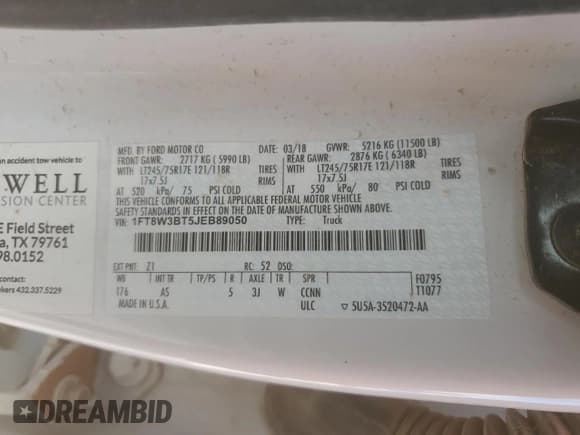 an accident tow vehicle to
WELL
SION CENTER
E Field Street
a, TX 79761
98.0152
kers 432.337.5229
MFD. BY FORD MOTOR CO
DATE: 03/18 GVWR: 5216 KG (11500 LB)
FRONT GAWR: 2717 KG (5990 LB)
REAR GAWR: 2876 KG (6340 LB)
LT245/75R17E 121/118R TIRES
LT245/75R17E 121/118R TIRES
17x7.5J RIMS
17x7.5J RIMS
AT 520 kPa/ 75 PSI COLD
AT 550 kPa/ 80 PSI COLD
THIS VEHICLE CONFORMS TO ALL APPLICABLE FEDERAL MOTOR VEHICLE
SAFETY STANDARDS IN EFFECT ON THE DATE OF MANUFACTURE SHOWN ABOVE.
VIN: 1FT8W3BT5JEB89050 TYPE: Truck
EXT PNT: Z1 RC: 52 DSO:
WB INT TR TP/PS R AXLE TR SPR F0795
176 AS 5 3J W CCNN T1077
MADE IN U.S.A. ULC ▽ 5U5A-3520472-AA
DREAMBID